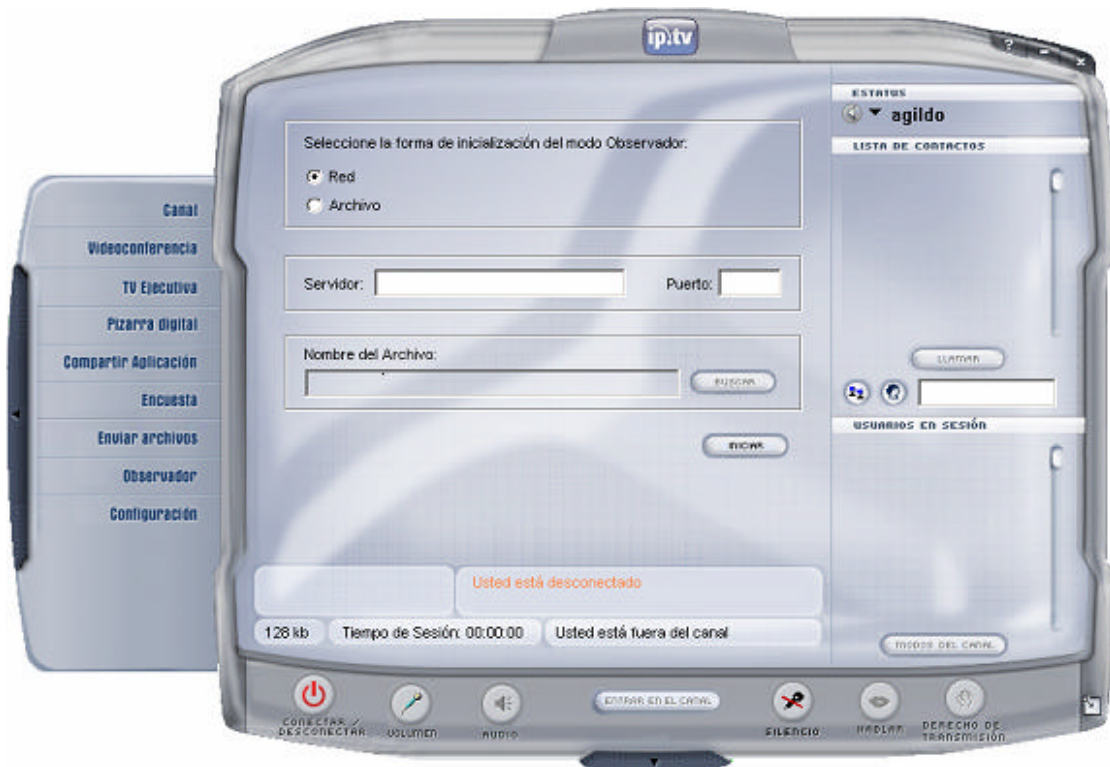 ip.tv
? - x
Canal
Videoconferencia
TV Ejecutiva
Pizarra digital
Compartir Aplicación
Encuesta
Enviar archivos
Observador
Configuración
Seleccione la forma de inicialización del modo Observador:
Red
Archivo
Servidor:
Puerto:
Nombre del Archivo:
BUSCAR
INICIAR
Usted está desconectado
128 kb
Tiempo de Sesión: 00:00:00
Usted está fuera del canal
ESTATUS
agildo
LISTA DE CONTACTOS
LLAMAR
USUARIOS EN SESIÓN
MODOS DEL CANAL
CONECTAR /
DESCONECTAR
VOLUMEN
AUDIO
ENTRAR EN EL CANAL
SILENCIO
HABLAR
DERECHO DE
TRANSMISIÓN